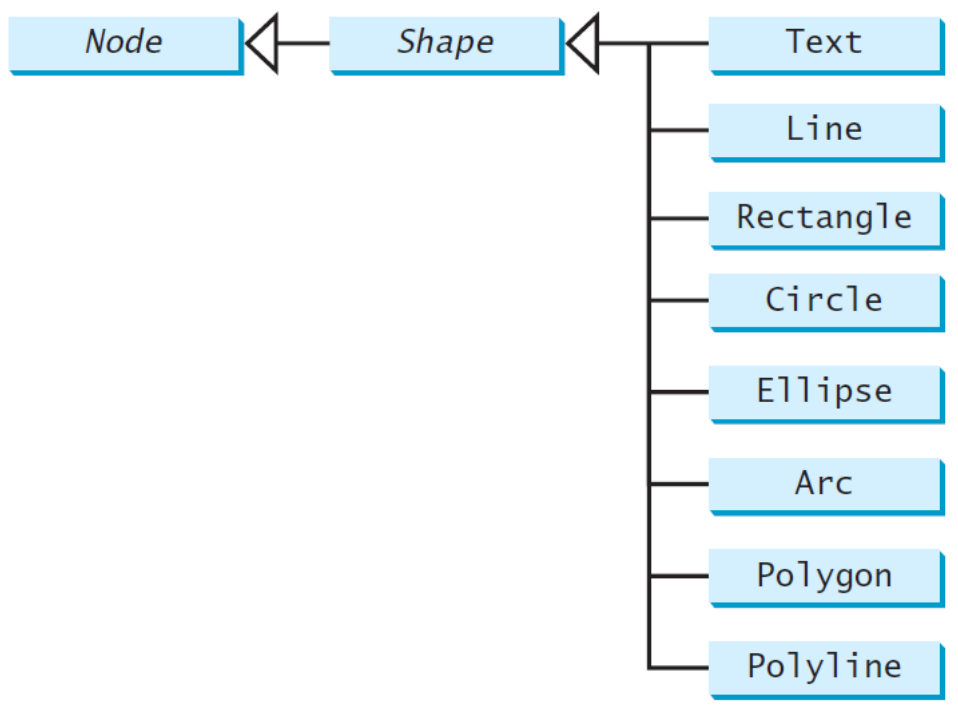 Node
Shape
Text
Line
Rectangle
Circle
Ellipse
Arc
Polygon
Polyline